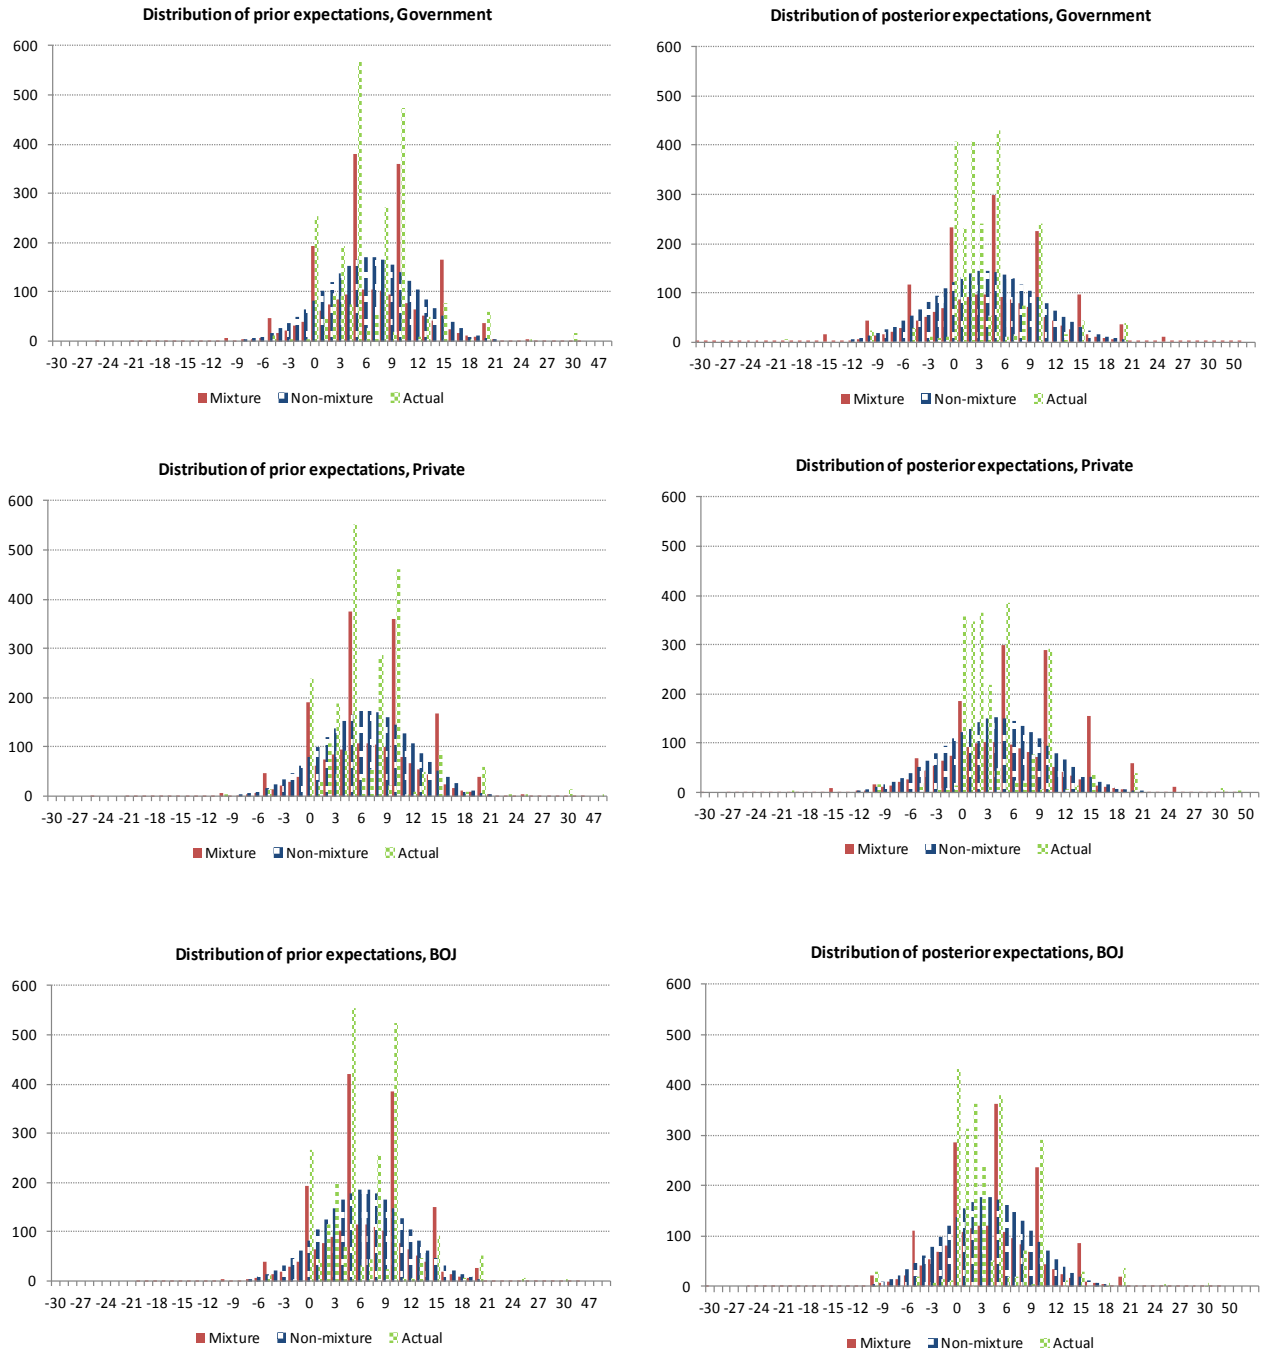 Distribution of prior expectations, Government
600
500
400
300
200
100
0
-30 -27 -24 -21 -18 -15 -12 -9 -6 -3 0 3 6 9 12 15 18 21 24 30 47
Mixture Non-mixture Actual
Distribution of posterior expectations, Government
600
500
400
300
200
100
0
-30 -27 -24 -21 -18 -15 -12 -9 -6 -3 0 3 6 9 12 15 18 21 24 27 30 50
Mixture Non-mixture Actual
Distribution of prior expectations, Private
600
500
400
300
200
100
0
-30 -27 -24 -21 -18 -15 -12 -9 -6 -3 0 3 6 9 12 15 18 21 24 30 47
Mixture Non-mixture Actual
Distribution of posterior expectations, Private
600
500
400
300
200
100
0
-30 -27 -24 -21 -18 -15 -12 -9 -6 -3 0 3 6 9 12 15 18 21 24 27 30 50
Mixture Non-mixture Actual
Distribution of prior expectations, BOJ
600
500
400
300
200
100
0
-30 -27 -24 -21 -18 -15 -12 -9 -6 -3 0 3 6 9 12 15 18 21 24 30 47
Mixture Non-mixture Actual
Distribution of posterior expectations, BOJ
600
500
400
300
200
100
0
-30 -27 -24 -21 -18 -15 -12 -9 -6 -3 0 3 6 9 12 15 18 21 24 27 30 50
Mixture Non-mixture Actual